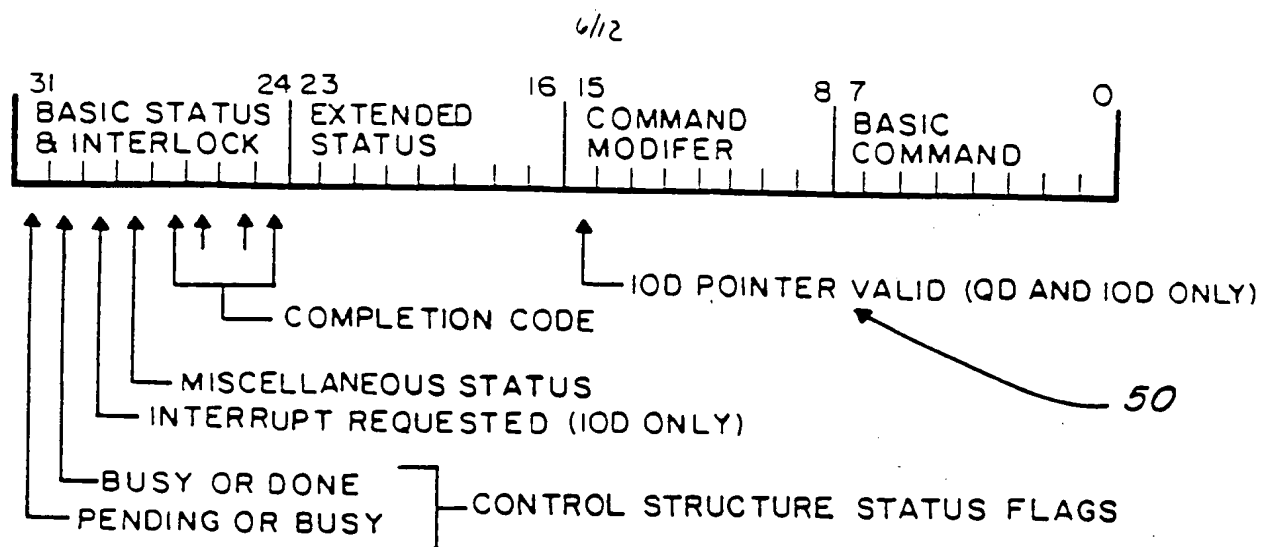 6/12
31 24 23 16 15 8 7 0
BASIC STATUS EXTENDED COMMAND BASIC
& INTERLOCK STATUS MODIFER COMMAND
IOD POINTER VALID (QD AND IOD ONLY)
COMPLETION CODE
MISCELLANEOUS STATUS
50
INTERRUPT REQUESTED (IOD ONLY)
BUSY OR DONE
CONTROL STRUCTURE STATUS FLAGS
PENDING OR BUSY